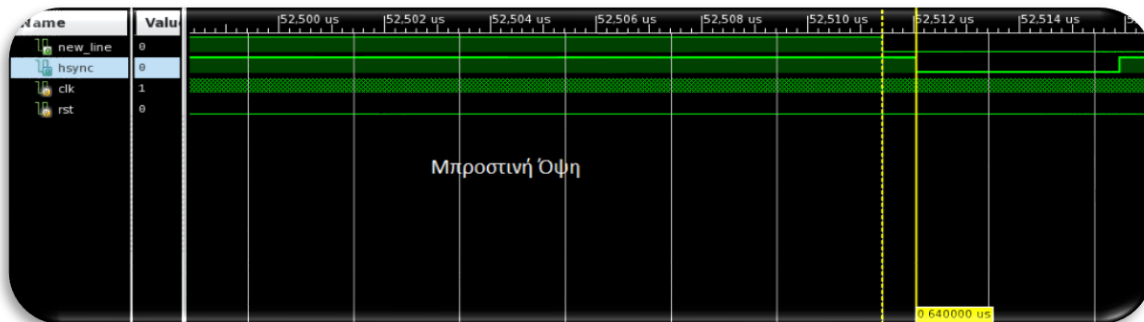 Name Value 52,500 us 52,502 us 52,504 us 52,506 us 52,508 us 52,510 us 52,512 us 52,514 us
new_line 0
hsync 0
clk 1
rst 0
Μπροστινή Όψη
0 640000 us